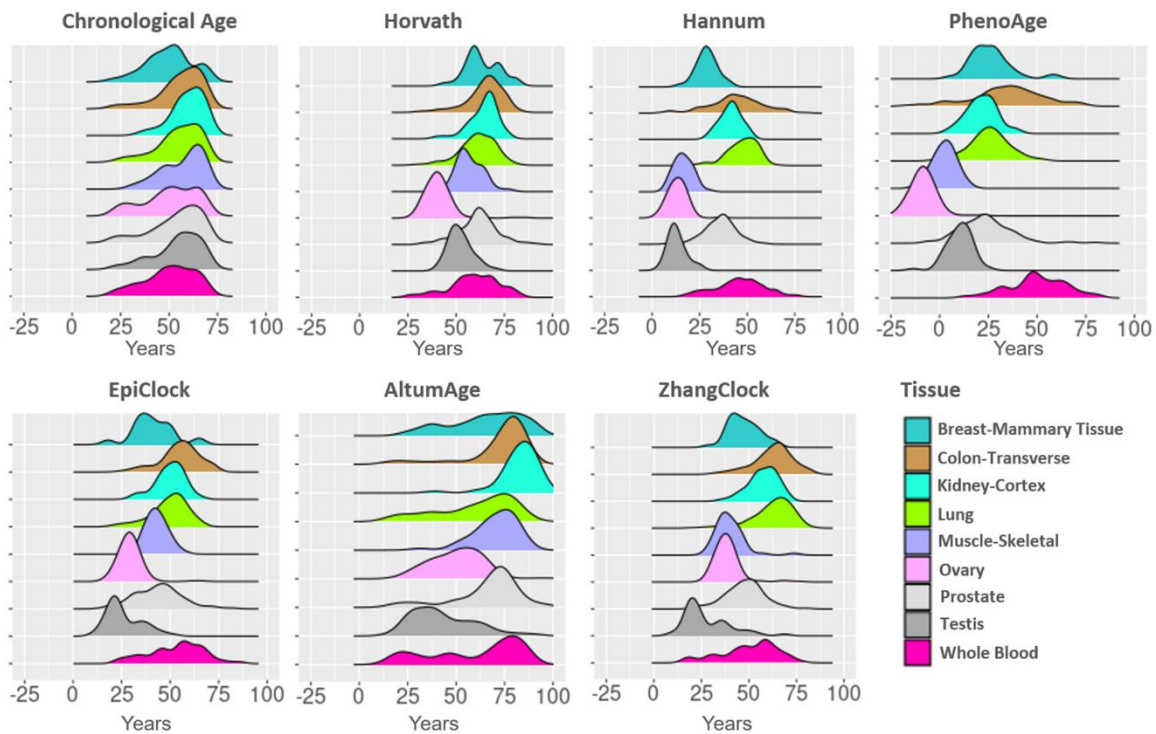 Chronological Age
Horvath
Hannum
PhenoAge
-25 0 25 50 75 100
-25 0 25 50 75 100
-25 0 25 50 75 100
-25 0 25 50 75 100
Years
Years
Years
Years
EpiClock
AltumAge
ZhangClock
Tissue
Breast-Mammary Tissue
Colon-Transverse
Kidney-Cortex
Lung
Muscle-Skeletal
Ovary
Prostate
Testis
Whole Blood
-25 0 25 50 75 100
-25 0 25 50 75 100
-25 0 25 50 75 100
Years
Years
Years